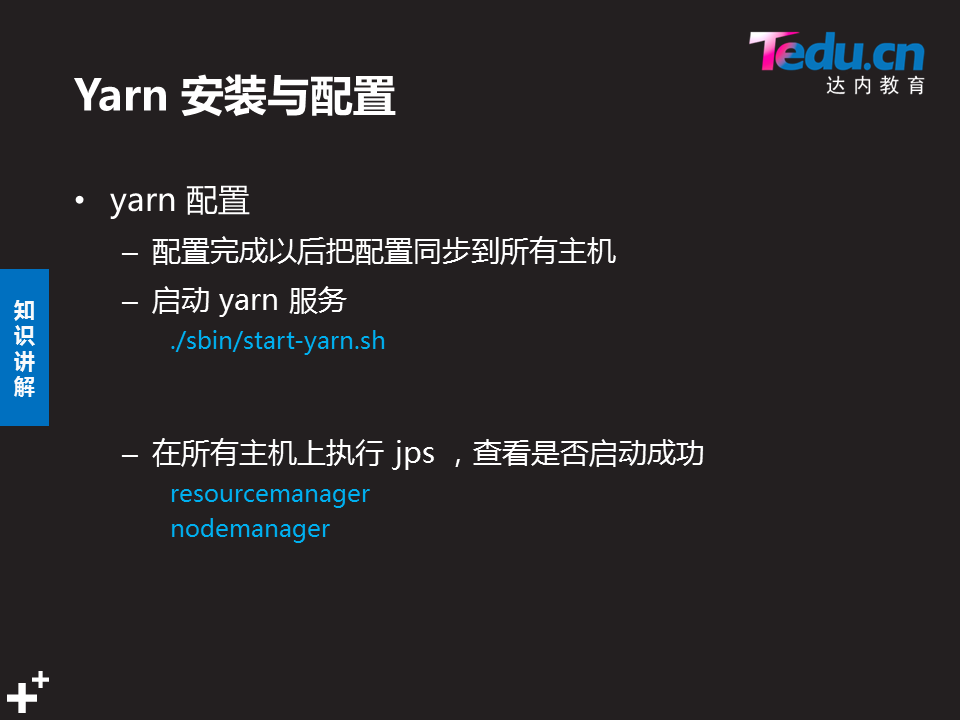 Tedu.cn
达内教育
Yarn 安装与配置
• yarn 配置
– 配置完成以后把配置同步到所有主机
– 启动 yarn 服务
./sbin/start-yarn.sh
– 在所有主机上执行 jps ，查看是否启动成功
resourcemanager
nodemanager
知
识
讲
解